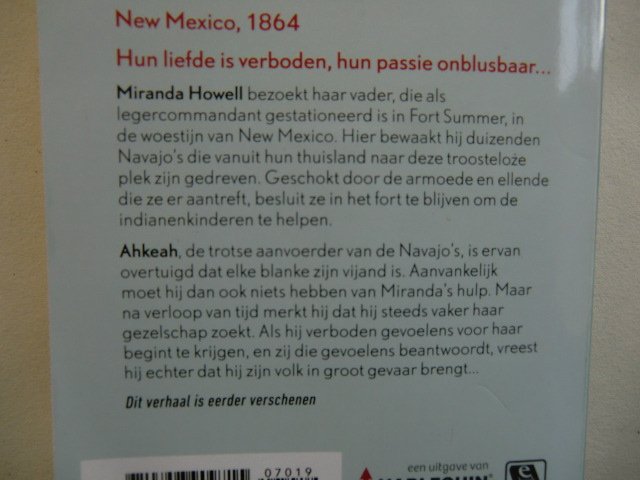 New Mexico, 1864
Hun liefde is verboden, hun passie onblusbaar...
Miranda Howell bezoekt haar vader, die als
legercommandant gestationeerd is in Fort Summer, in
de woestijn van New Mexico. Hier bewaakt hij duizenden
Navajo's die vanuit hun thuisland naar deze troosteloze
plek zijn gedreven. Geschokt door de armoede en ellende
die ze er aantreft, besluit ze in het fort te blijven om de
indianenkinderen te helpen.
Ahkeah, de trotse aanvoerder van de Navajo's, is ervan
overtuigd dat elke blanke zijn vijand is. Aanvankelijk
moet hij dan ook niets hebben van Miranda's hulp. Maar
na verloop van tijd merkt hij dat hij steeds vaker haar
gezelschap zoekt. Als hij verboden gevoelens voor haar
begint te krijgen, en zij die gevoelens beantwoordt, vreest
hij echter dat hij zijn volk in groot gevaar brengt...
Dit verhaal is eerder verschenen
07019
een uitgave van
HARLEQUIN®
e